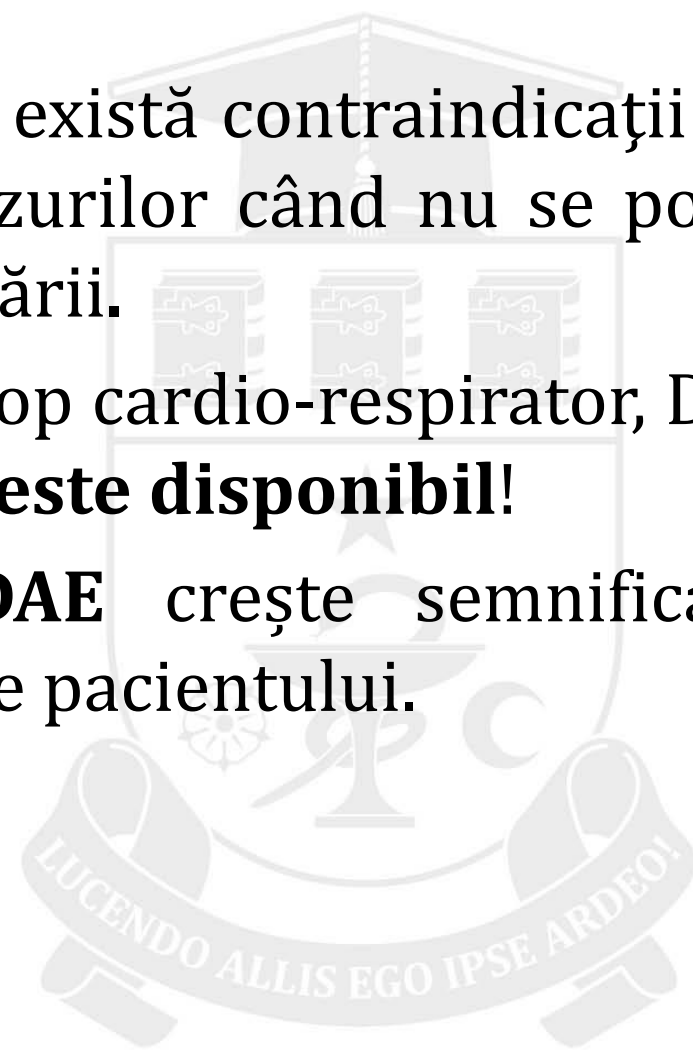 există contraindicaţii
zurilor când nu se po
ării.
op cardio-respirator, D
este disponibil!
DAE crește semnifica
e pacientului.
LUCENDO ALLIS EGO IPSE ARDEO!